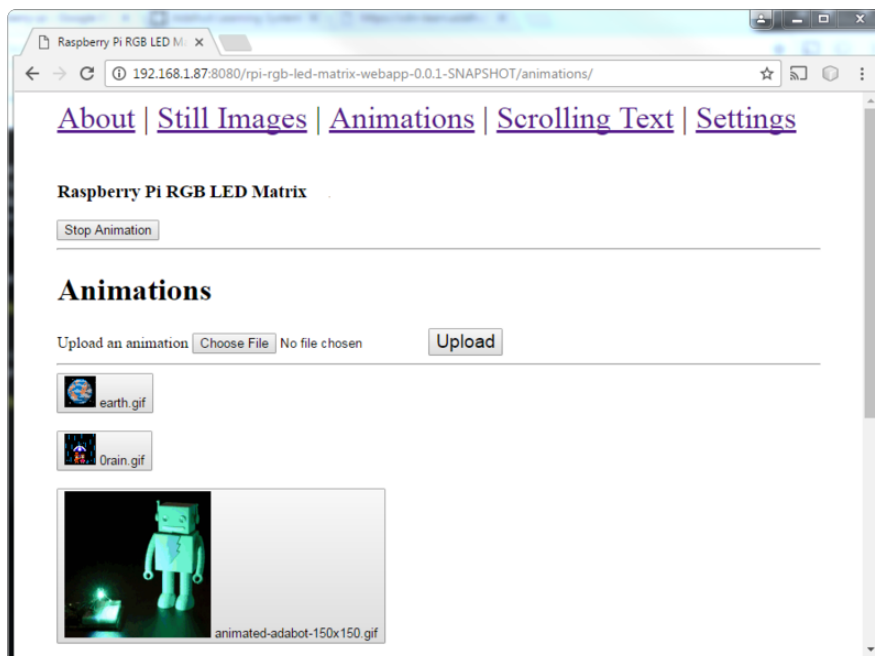 Raspberry Pi RGB LED M
192.168.1.87:8080/rpi-rgb-led-matrix-webapp-0.0.1-SNAPSHOT/animations/
About | Still Images | Animations | Scrolling Text | Settings
Raspberry Pi RGB LED Matrix
Stop Animation
Animations
Upload an animation Choose File No file chosen Upload
earth.gif
0rain.gif
animated-adabot-150x150.gif